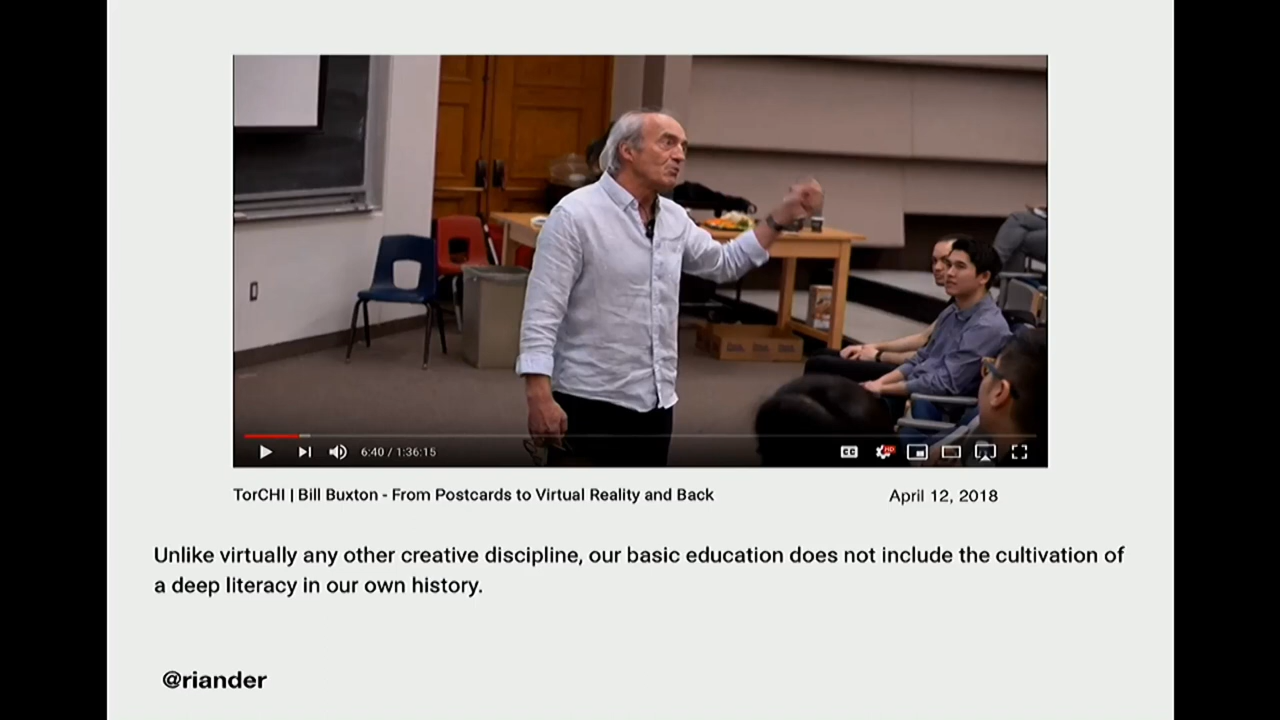 6:40 / 1:36:15
CC
HD
TorCHI | Bill Buxton - From Postcards to Virtual Reality and Back
April 12, 2018
Unlike virtually any other creative discipline, our basic education does not include the cultivation of
a deep literacy in our own history.
@riander